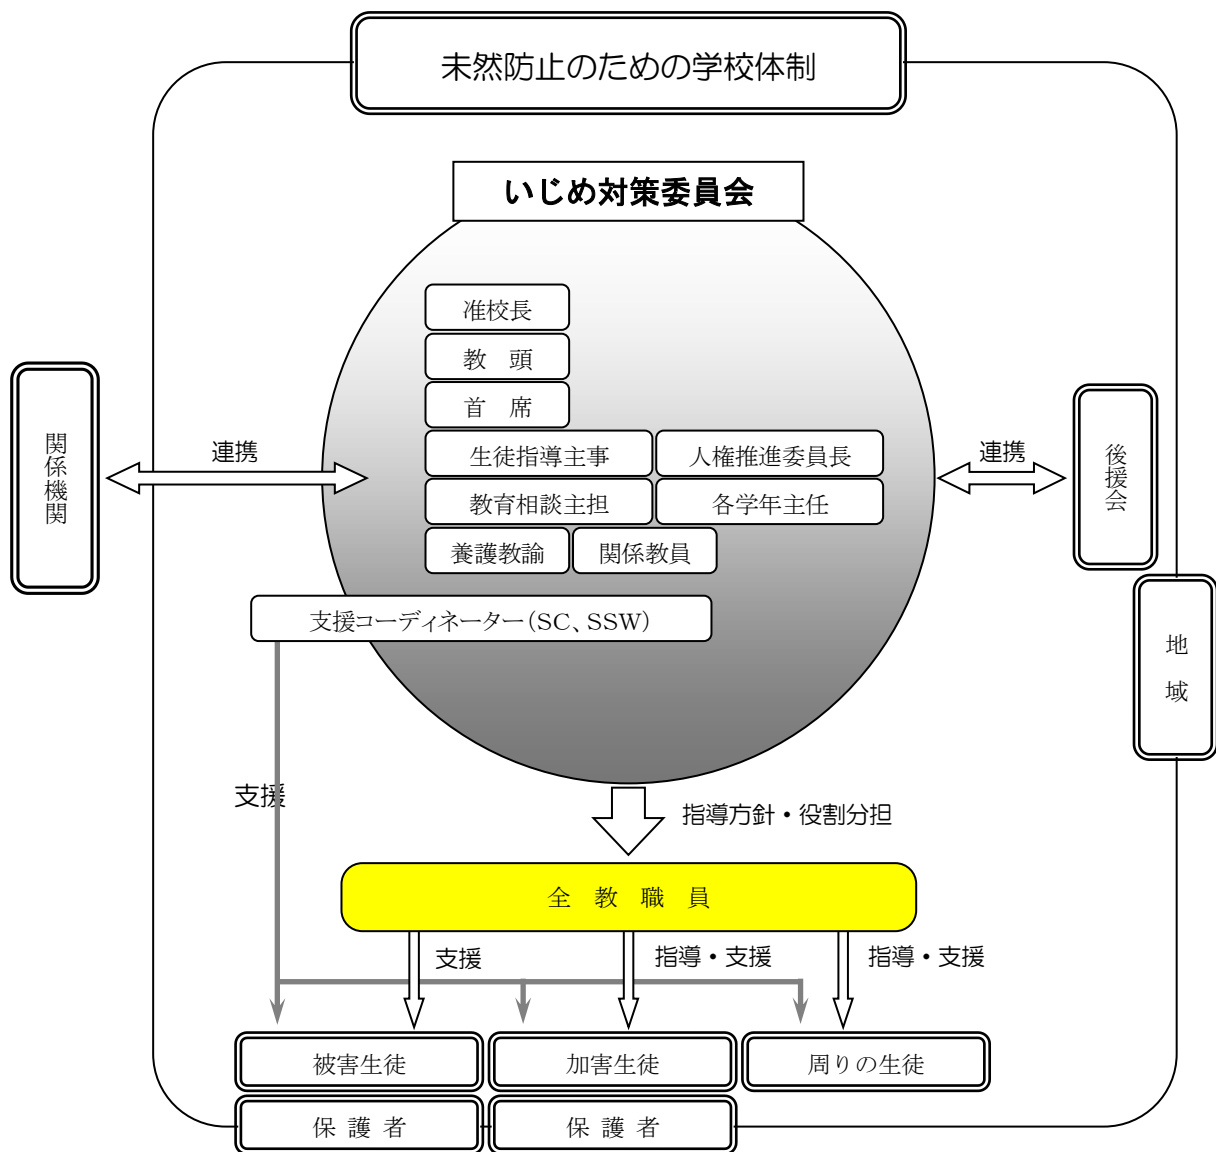 未然防止のための学校体制
いじめ対策委員会
准校長
教　頭
首　席
生徒指導主事
人権推進委員長
教育相談主担
各学年主任
養護教諭
関係教員
支援コーディネーター（SC、SSW）
関係機関
連携
連携
後援会
地　域
支援
指導方針・役割分担
全　教　職　員
支援
指導・支援
指導・支援
被害生徒
加害生徒
周りの生徒
保 護 者
保 護 者